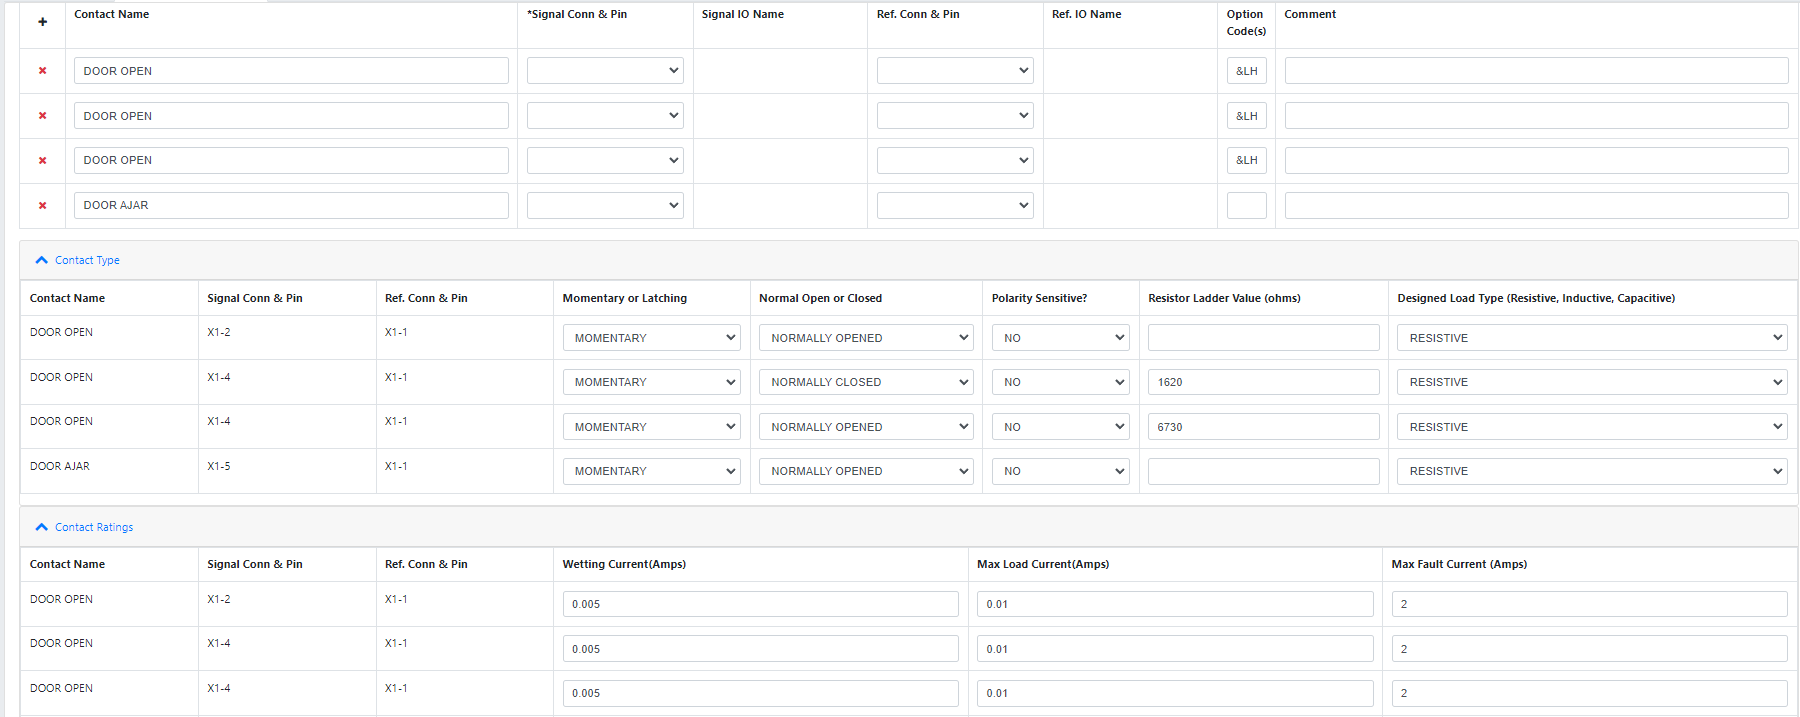 + Contact Name *Signal Conn & Pin Signal IO Name Ref. Conn & Pin Ref. IO Name Option Code(s) Comment
× DOOR OPEN &LH
× DOOR OPEN &LH
× DOOR OPEN &LH
× DOOR AJAR
Contact Type
Contact Name Signal Conn & Pin Ref. Conn & Pin Momentary or Latching Normal Open or Closed Polarity Sensitive? Resistor Ladder Value (ohms) Designed Load Type (Resistive, Inductive, Capacitive)
DOOR OPEN X1-2 X1-1 MOMENTARY NORMALLY OPENED NO RESISTIVE
DOOR OPEN X1-4 X1-1 MOMENTARY NORMALLY CLOSED NO 1620 RESISTIVE
DOOR OPEN X1-4 X1-1 MOMENTARY NORMALLY OPENED NO 6730 RESISTIVE
DOOR AJAR X1-5 X1-1 MOMENTARY NORMALLY OPENED NO RESISTIVE
Contact Ratings
Contact Name Signal Conn & Pin Ref. Conn & Pin Wetting Current(Amps) Max Load Current(Amps) Max Fault Current (Amps)
DOOR OPEN X1-2 X1-1 0.005 0.01 2
DOOR OPEN X1-4 X1-1 0.005 0.01 2
DOOR OPEN X1-4 X1-1 0.005 0.01 2